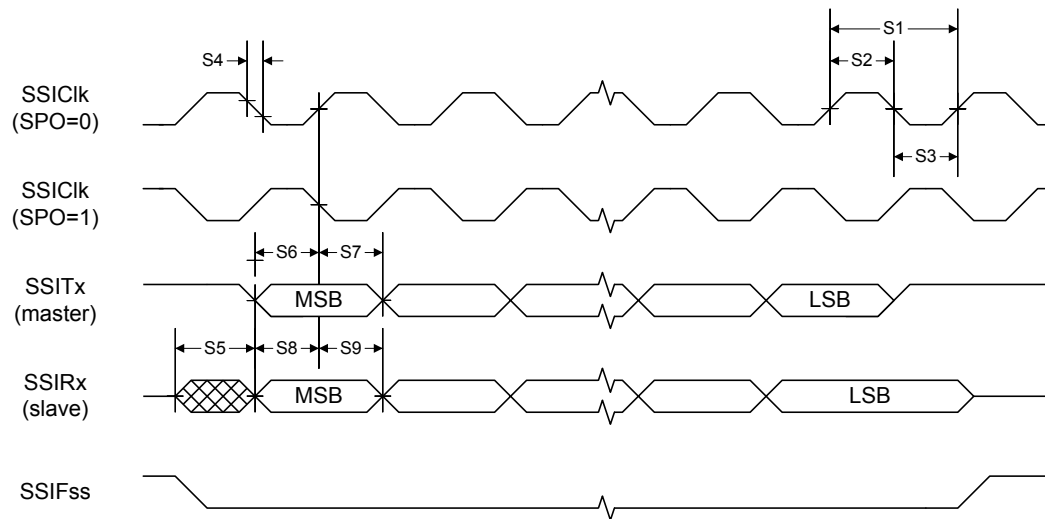 S1
S4
S2
SSIClk
(SPO=0)
S3
SSIClk
(SPO=1)
S6
S7
SSITx
(master)
MSB
LSB
S5
S8
S9
SSIRx
(slave)
MSB
LSB
SSIFss